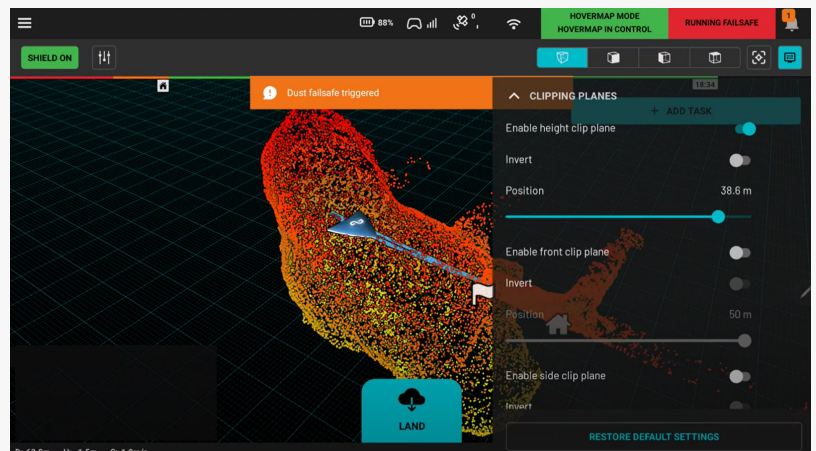 88%
0
HOVERMAP MODE
HOVERMAP IN CONTROL
RUNNING FAILSAFE
1
SHIELD ON
Dust failsafe triggered
18:34
CLIPPING PLANES
+ ADD TASK
Enable height clip plane
Invert
Position 38.6 m
Enable front clip plane
Invert
Position 50 m
Enable side clip plane
Invert
LAND
RESTORE DEFAULT SETTINGS